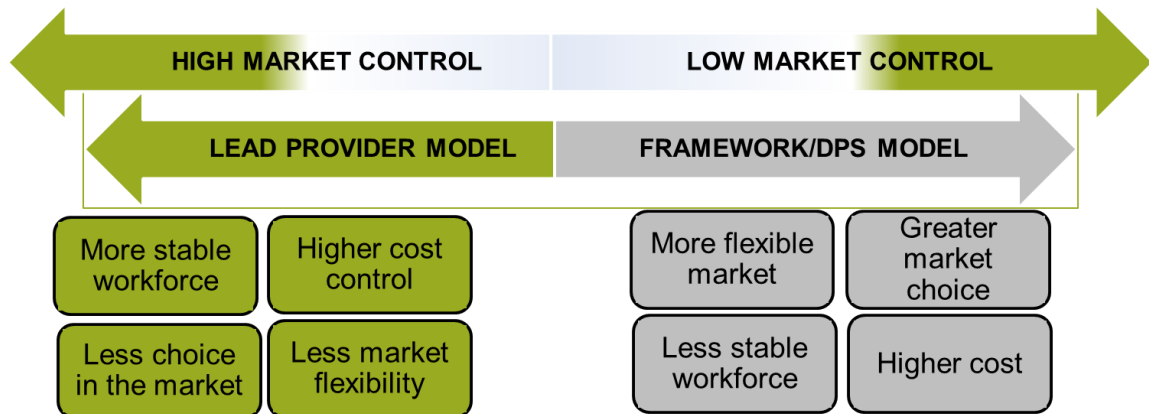 HIGH MARKET CONTROL
LOW MARKET CONTROL
LEAD PROVIDER MODEL
FRAMEWORK/DPS MODEL
More stable
workforce
Higher cost
control
More flexible
market
Greater
market
choice
Less choice
in the market
Less market
flexibility
Less stable
workforce
Higher cost